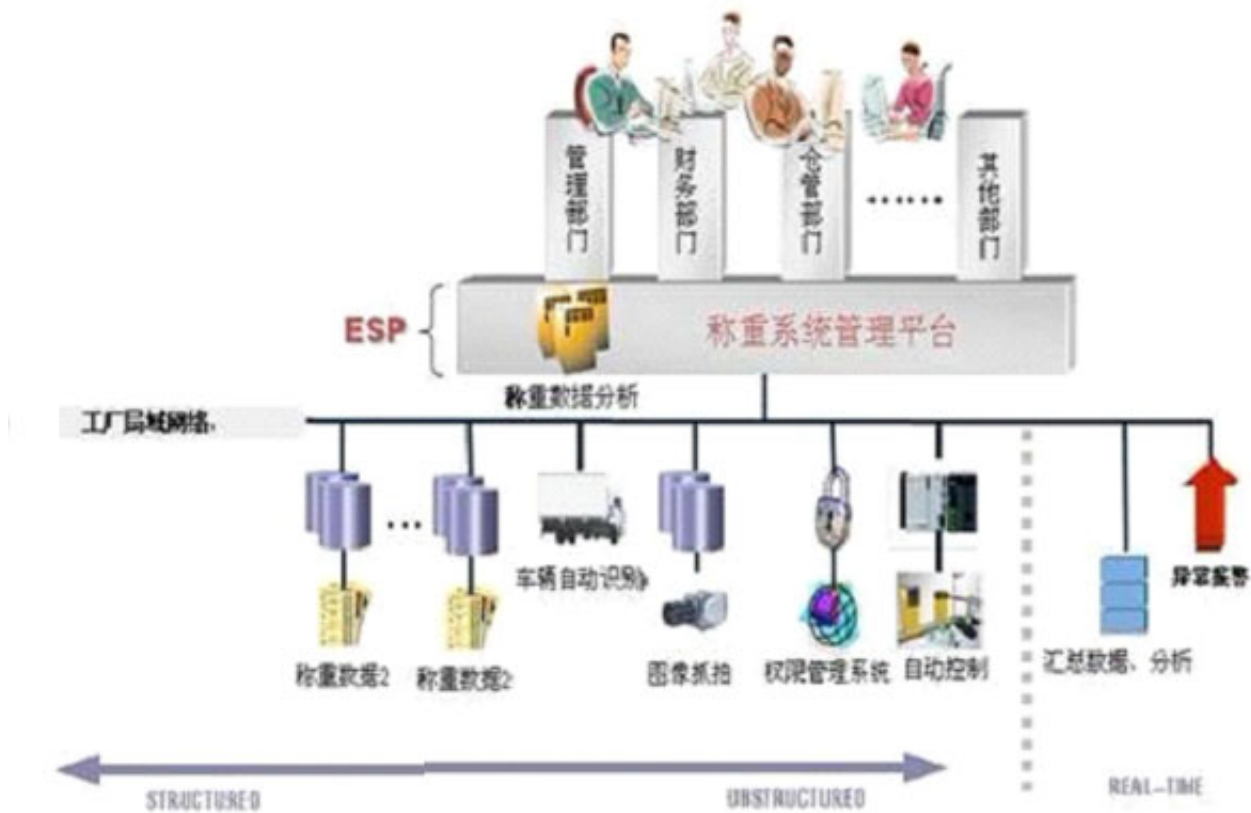 管理部门
财务部门
仓管部门
……
其他部门
ESP
称重系统管理平台
称重数据分析
工厂局域网络.
...
车辆自动识别
异常报警
称重数据2
称重数据2
图像抓拍
权限管理系统
自动控制
汇总数据、分析
STRUCTURED
UBSTRUCTURED
REAL-TIME